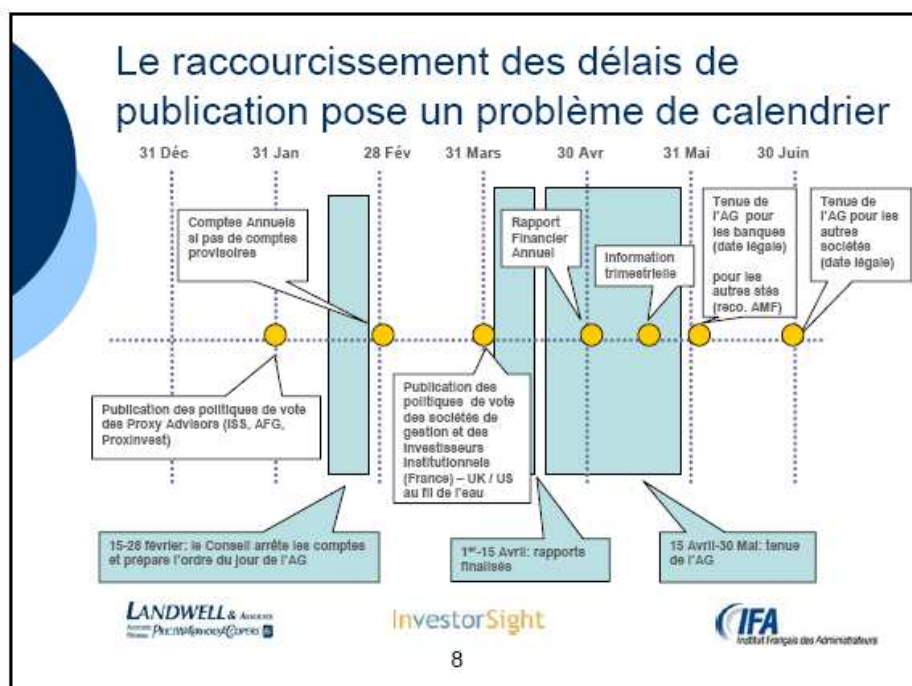 Le raccourcissement des délais de
publication pose un problème de calendrier
31 Déc
31 Jan
28 Fév
31 Mars
30 Avr
31 Mai
30 Juin
Comptes Annuels
si pas de comptes
provisoires
Rapport
Financier
Annuel
Information
trimestrielle
Tenue de
l'AG pour
les banques
(date légale)
pour les
autres stés
(reco. AMF)
Tenue de
l'AG pour les
autres
sociétés
(date légale)
Publication des politiques de vote
des Proxy Advisors (ISS, AFG,
Proxinvest)
Publication des
politiques de vote
des sociétés de
gestion et des
Investisseurs
Institutionnels
(France) – UK / US
au fil de l'eau
15-28 février: le Conseil arrête les comptes
et prépare l'ordre du jour de l'AG
1er-15 Avril: rapports
finalisés
15 Avril-30 Mai: tenue
de l'AG
LANDWELL & Associés
PricewaterhouseCoopers
InvestorSight
IFA
Institut Français des Administrateurs
8